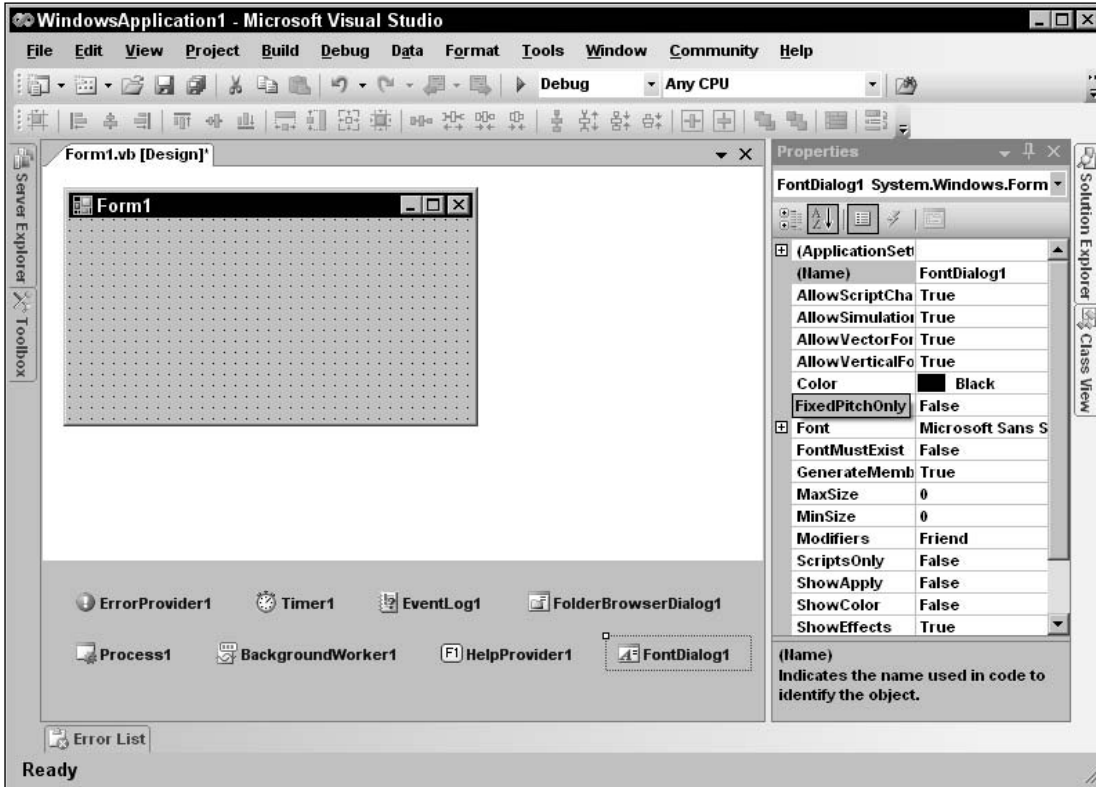 WindowsApplication1 - Microsoft Visual Studio
File Edit View Project Build Debug Data Format Tools Window Community Help
Debug Any CPU
Form1.vb [Design]*
Server Explorer
Toolbox
Form1
ErrorProvider1 Timer1 EventLog1 FolderBrowserDialog1
Process1 BackgroundWorker1 HelpProvider1 FontDialog1
Properties
FontDialog1 System.Windows.Form
(ApplicationSett
(Name) FontDialog1
AllowScriptCha True
AllowSimulation True
AllowVectorFor True
AllowVerticalFo True
Color Black
FixedPitchOnly False
Font Microsoft Sans S
FontMustExist False
GenerateMemb True
MaxSize 0
MinSize 0
Modifiers Friend
ScriptsOnly False
ShowApply False
ShowColor False
ShowEffects True
(Name)
Indicates the name used in code to
identify the object.
Solution Explorer
Class View
Error List
Ready